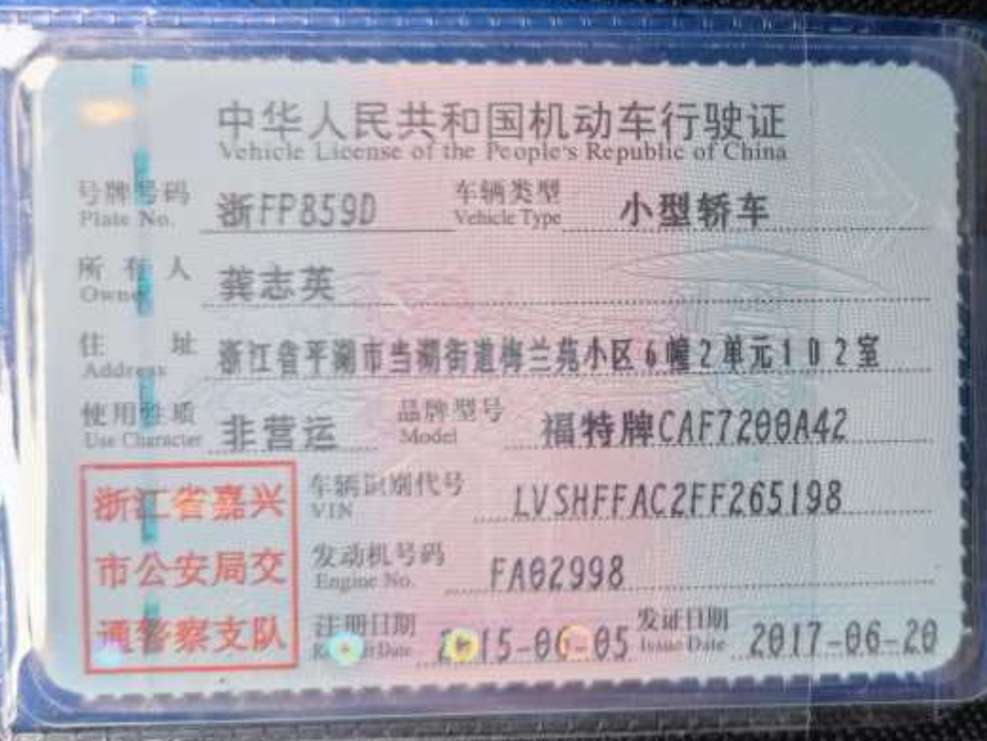 中华人民共和国机动车行驶证
Vehicle License of the People's Republic of China
号牌号码 浙FP859D 车辆类型 小型轿车
Plate No. Vehicle Type
所有人 龚志英
Owner
住址 浙江省平湖市当湖街道梅兰苑小区6幢2单元102室
Address
使用性质 非营运 品牌型号 福特牌CAF7200A42
Use Character Model
浙江省嘉兴
市公安局交
通警察支队
车辆识别代号 LVSHFFAC2FF265198
VIN
发动机号码 FA02998
Engine No.
注册日期 2015-06-05 发证日期 2017-06-20
Register Date Issue Date